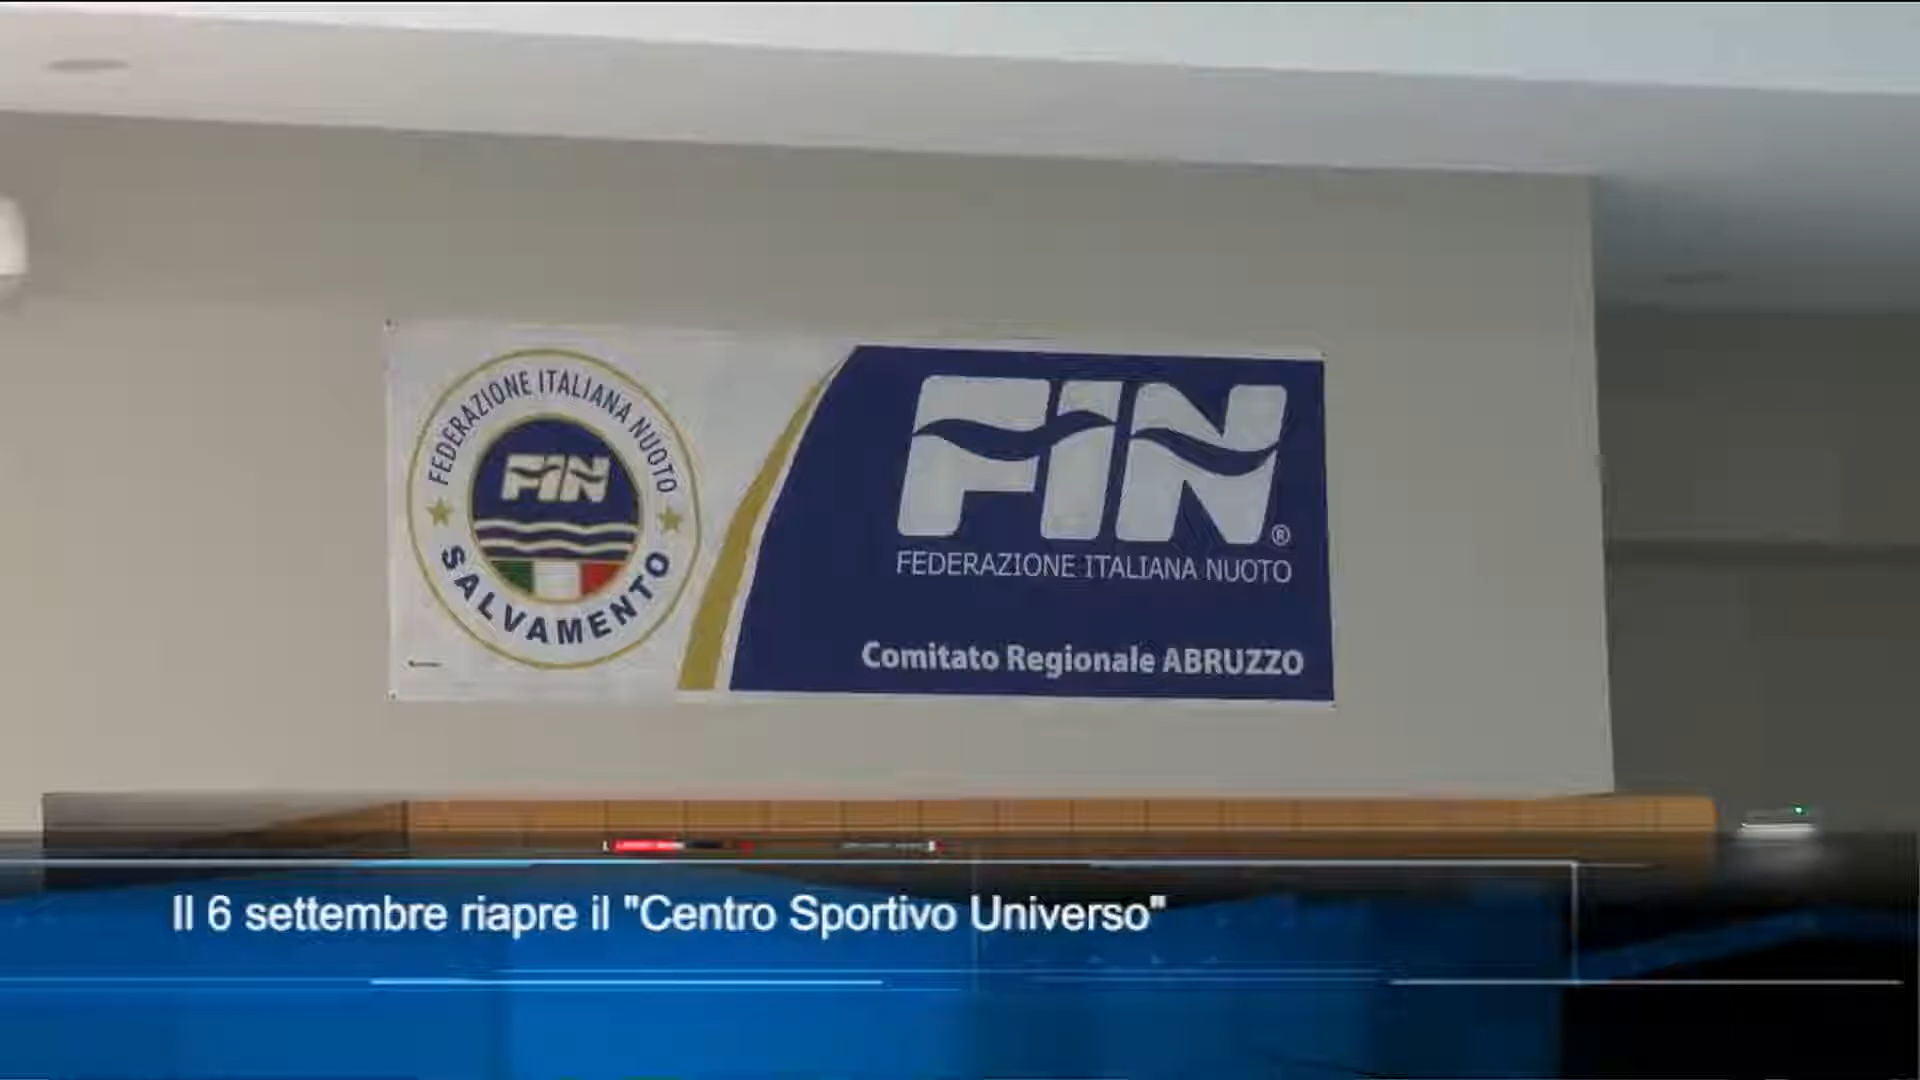 FEDERAZIONE ITALIANA NUOTO
FIN
SALVAMENTO
FIN®
FEDERAZIONE ITALIANA NUOTO
Comitato Regionale ABRUZZO
Il 6 settembre riapre il "Centro Sportivo Universo"